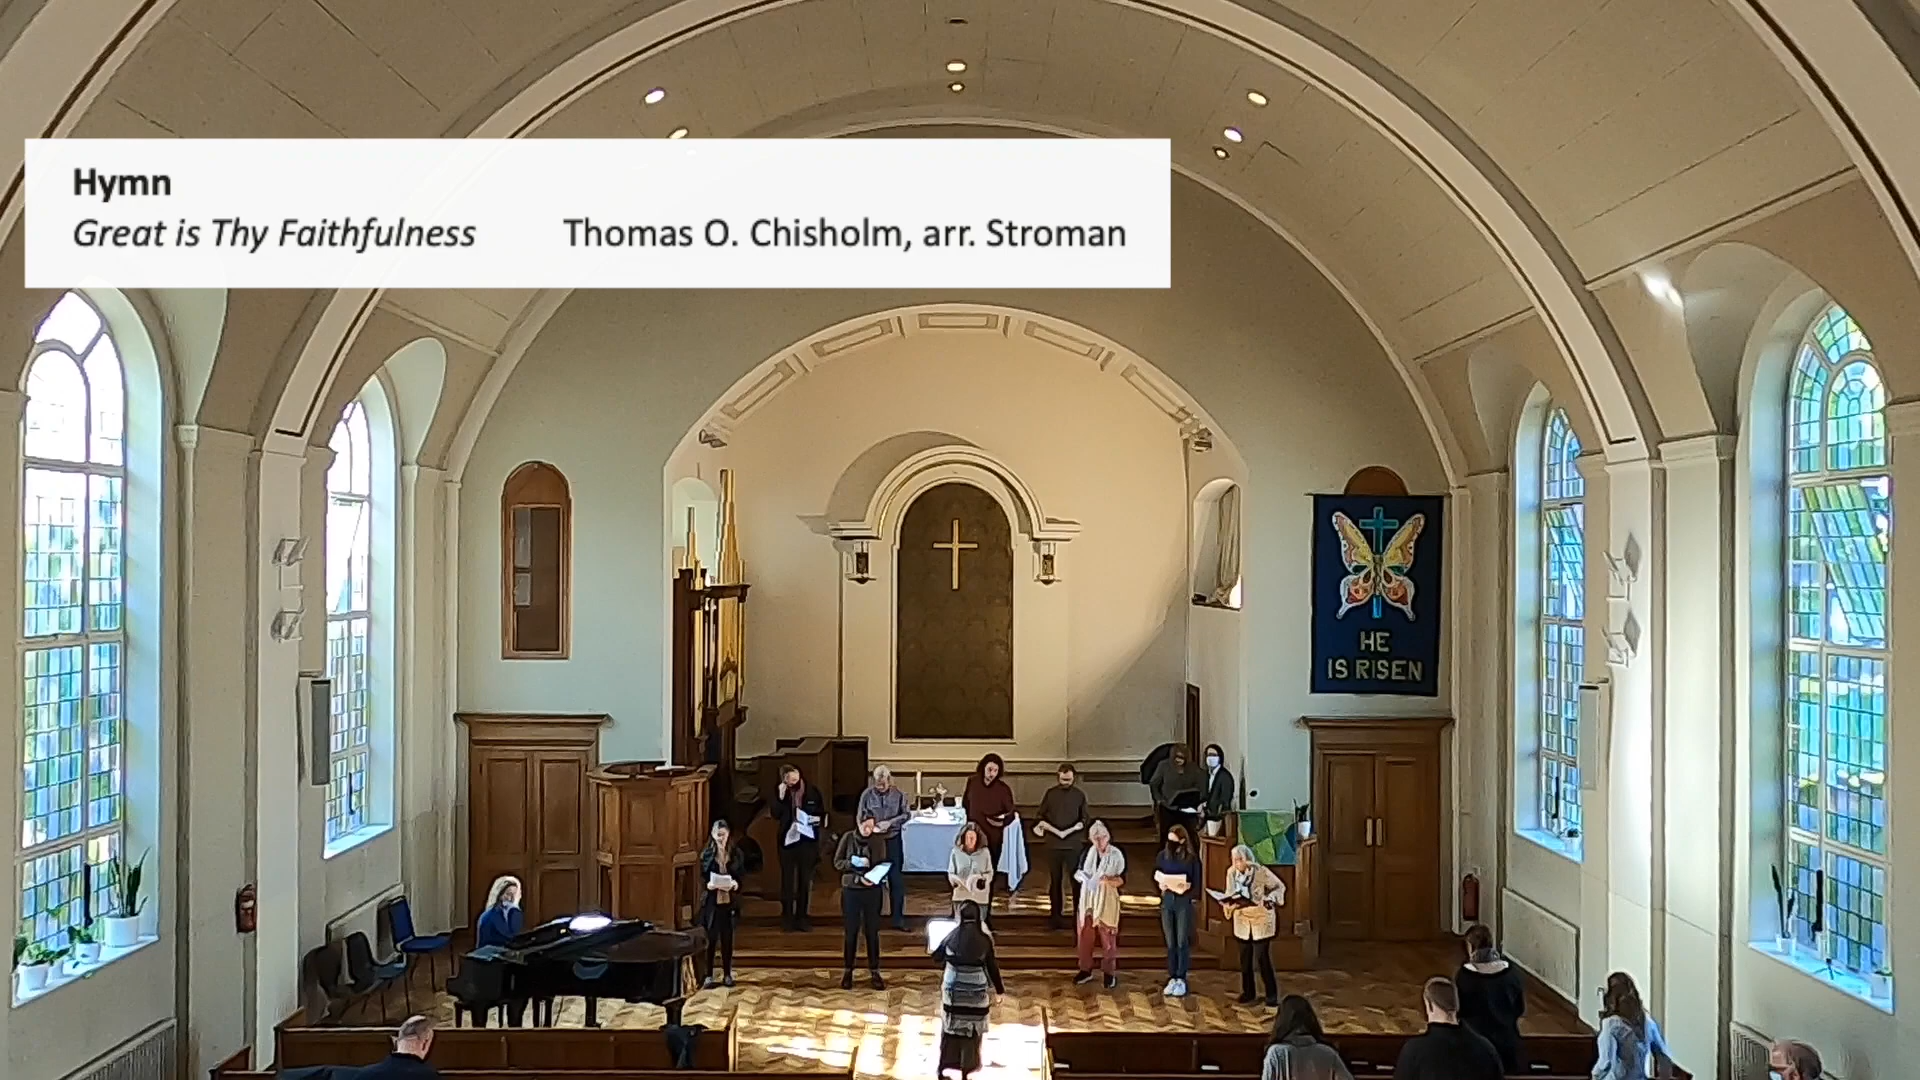 Hymn
Great is Thy Faithfulness Thomas O. Chisholm, arr. Stroman
HE
IS RISEN